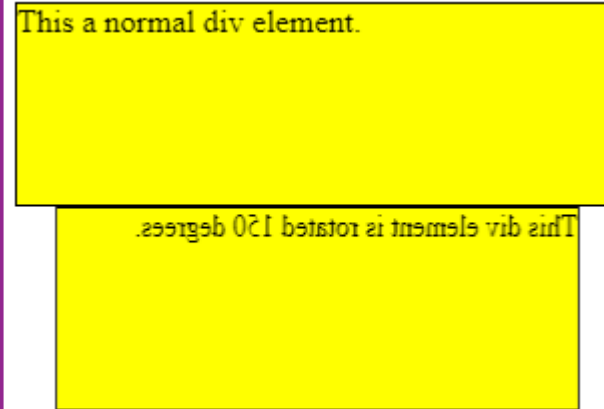 This a normal div element.
This div element is rotated 150 degrees.